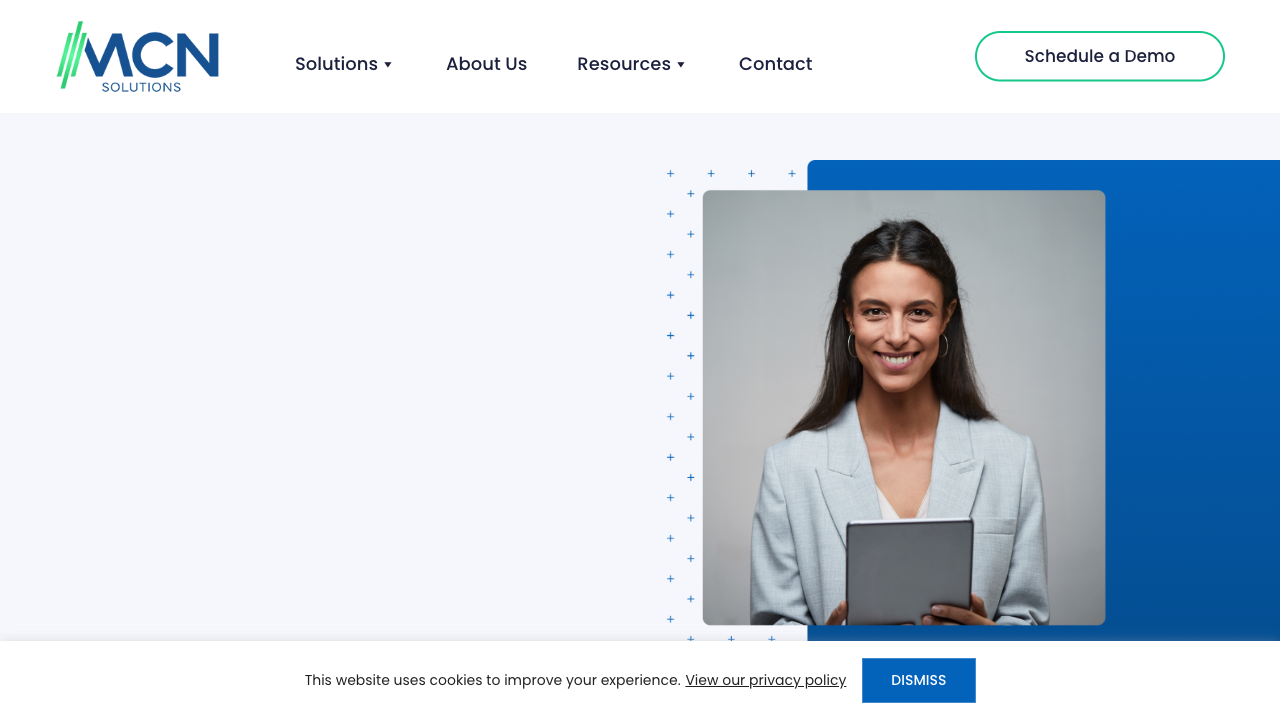 MCN
SOLUTIONS
Solutions
About Us
Resources
Contact
Schedule a Demo
This website uses cookies to improve your experience. View our privacy policy
DISMISS